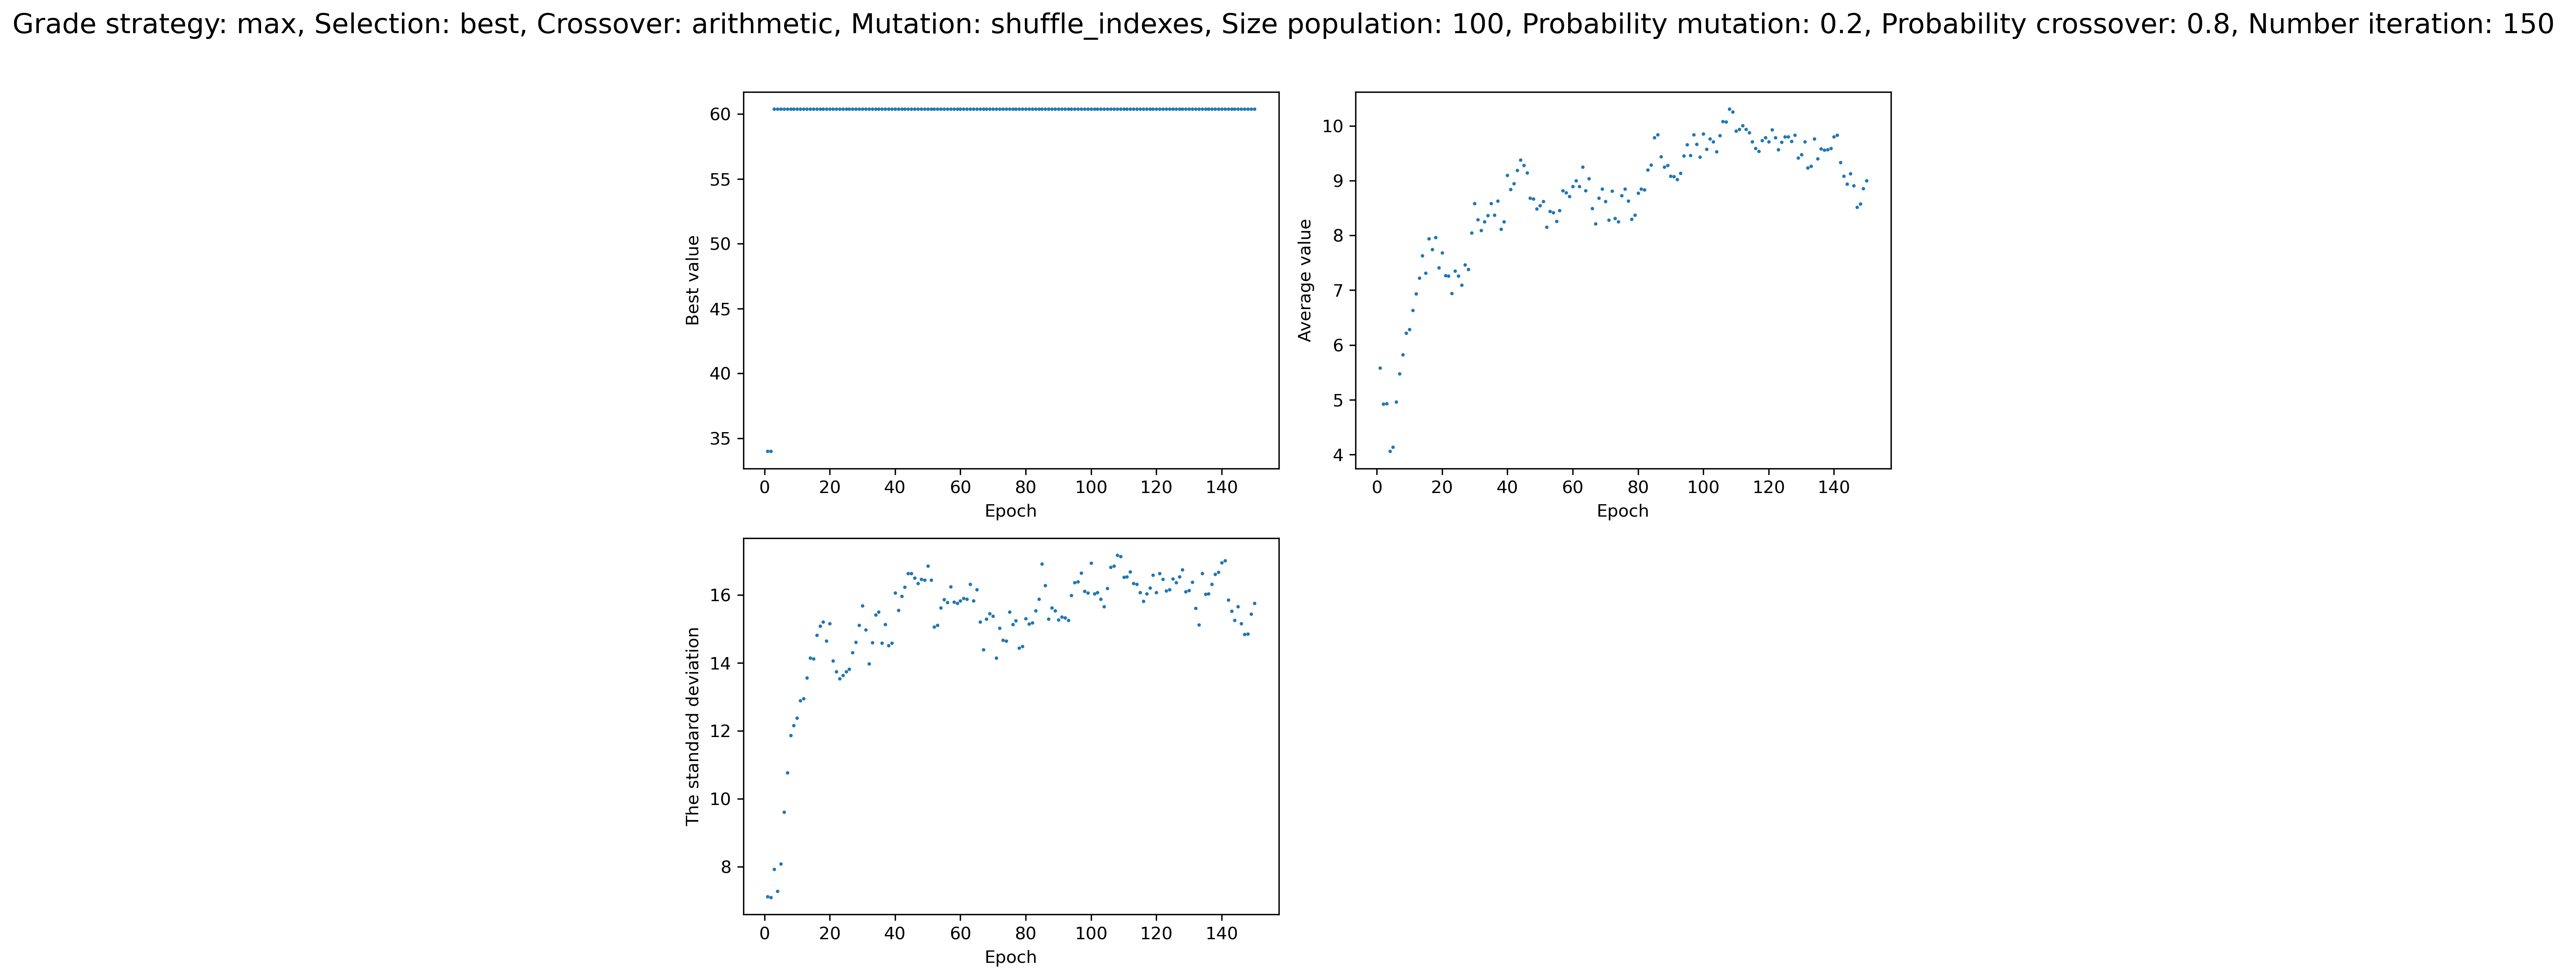 Grade strategy: max, Selection: best, Crossover: arithmetic, Mutation: shuffle_indexes, Size population: 100, Probability mutation: 0.2, Probability crossover: 0.8, Number iteration: 150
Best value
60
55
50
45
40
35
0 20 40 60 80 100 120 140
Epoch
Average value
10
9
8
7
6
5
4
0 20 40 60 80 100 120 140
Epoch
The standard deviation
16
14
12
10
8
0 20 40 60 80 100 120 140
Epoch